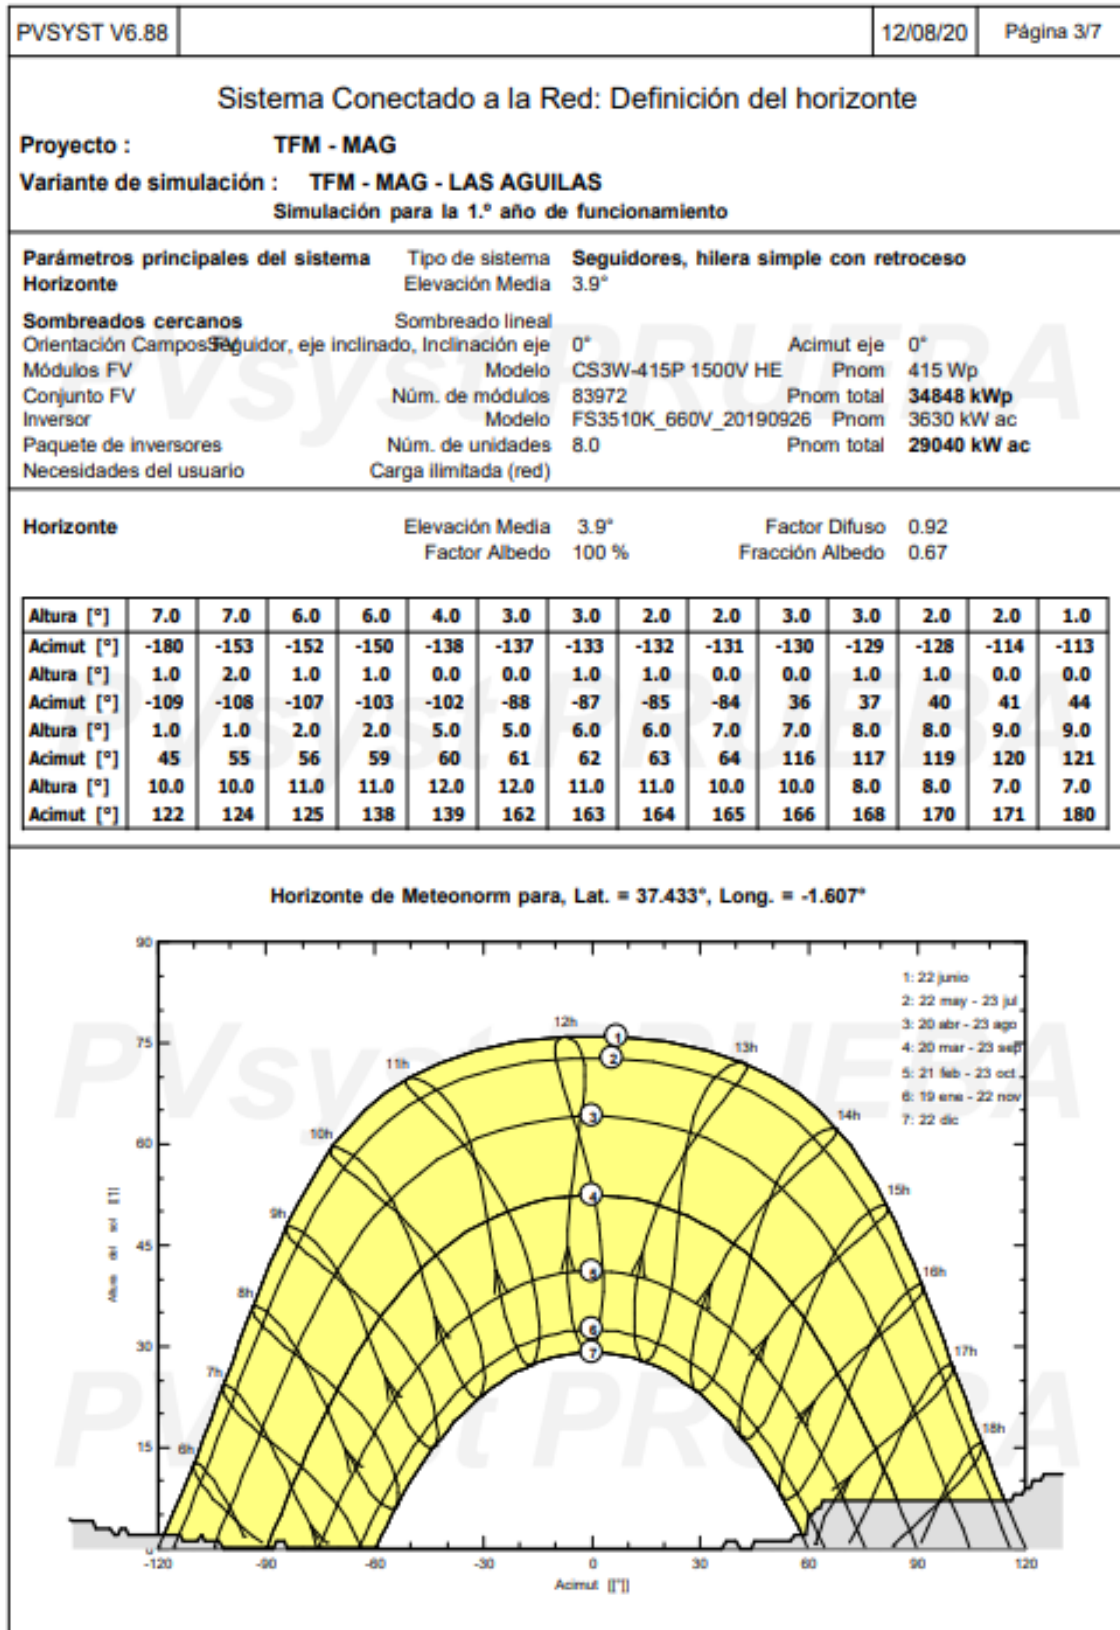 PVSYST V6.88 12/08/20 Página 3/7
Sistema Conectado a la Red: Definición del horizonte
Proyecto : TFM - MAG
Variante de simulación : TFM - MAG - LAS AGUILAS
Simulación para la 1.º año de funcionamiento
Parámetros principales del sistema Tipo de sistema Seguidores, hilera simple con retroceso
Horizonte Elevación Media 3.9°
Sombreados cercanos Sombreado lineal
Orientación Campos FV Seguidor, eje inclinado, Inclinación eje 0° Acimut eje 0°
Módulos FV Modelo CS3W-415P 1500V HE Pnom 415 Wp
Conjunto FV Núm. de módulos 83972 Pnom total 34848 kWp
Inversor Modelo FS3510K_660V_20190926 Pnom 3630 kW ac
Paquete de inversores Núm. de unidades 8.0 Pnom total 29040 kW ac
Necesidades del usuario Carga ilimitada (red)
Horizonte Elevación Media 3.9° Factor Difuso 0.92
Factor Albedo 100 % Fracción Albedo 0.67
Altura [°] 7.0 7.0 6.0 6.0 4.0 3.0 3.0 2.0 2.0 3.0 3.0 2.0 2.0 1.0
Acimut [°] -180 -153 -152 -150 -138 -137 -133 -132 -131 -130 -129 -128 -114 -113
Altura [°] 1.0 2.0 1.0 1.0 0.0 0.0 1.0 1.0 0.0 0.0 1.0 1.0 0.0 0.0
Acimut [°] -109 -108 -107 -103 -102 -88 -87 -85 -84 36 37 40 41 44
Altura [°] 1.0 1.0 2.0 2.0 5.0 5.0 6.0 6.0 7.0 7.0 8.0 8.0 9.0 9.0
Acimut [°] 45 55 56 59 60 61 62 63 64 116 117 119 120 121
Altura [°] 10.0 10.0 11.0 11.0 12.0 12.0 11.0 11.0 10.0 10.0 8.0 8.0 7.0 7.0
Acimut [°] 122 124 125 138 139 162 163 164 165 166 168 170 171 180
PVsyst PRUEBA
PVsyst PRUEBA
Horizonte de Meteonorm para, Lat. = 37.433°, Long. = -1.607°
90
75
60
45
30
15
0
Altura del sol [[°]]
1: 22 junio
2: 22 may - 23 jul
3: 20 abr - 23 ago
4: 20 mar - 23 sep
5: 21 feb - 23 oct
6: 19 ene - 22 nov
7: 22 dic
6h
7h
8h
9h
10h
11h
12h
13h
14h
15h
16h
17h
18h
1
2
3
4
5
6
7
-120 -90 -60 -30 0 30 60 90 120
Acimut [[°]]
PVsyst PRUEBA
PVsyst PRUEBA